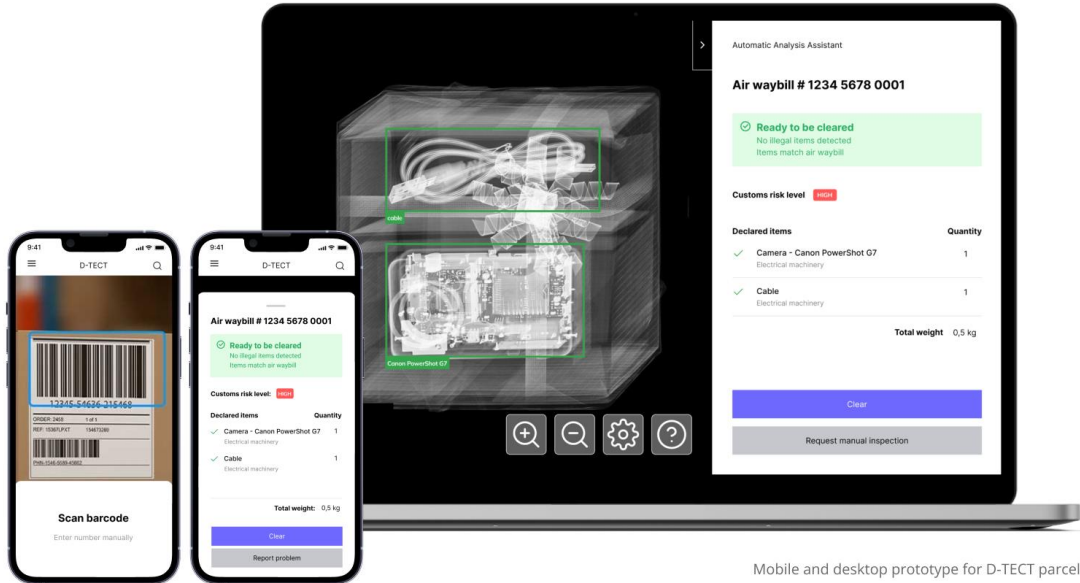 9:41
D-TECT
12345 54636 215468
ORDER: 2402 1 of 1
Scan barcode
Enter number manually
9:41
D-TECT
Air waybill # 1234 5678 0001
Ready to be cleared
No illegal items detected
Items match air waybill
Customs risk level: HIGH
Declared items Quantity
Camera - Canon PowerShot G7 1
Electrical machinery
Cable 1
Electrical machinery
Total weight: 0,5 kg
Clear
Report problem
cable
Canon PowerShot G7
Automatic Analysis Assistant
Air waybill # 1234 5678 0001
Ready to be cleared
No illegal items detected
Items match air waybill
Customs risk level HIGH
Declared items Quantity
Camera - Canon PowerShot G7 1
Electrical machinery
Cable 1
Electrical machinery
Total weight 0,5 kg
Clear
Request manual inspection
Mobile and desktop prototype for D-TECT parcel